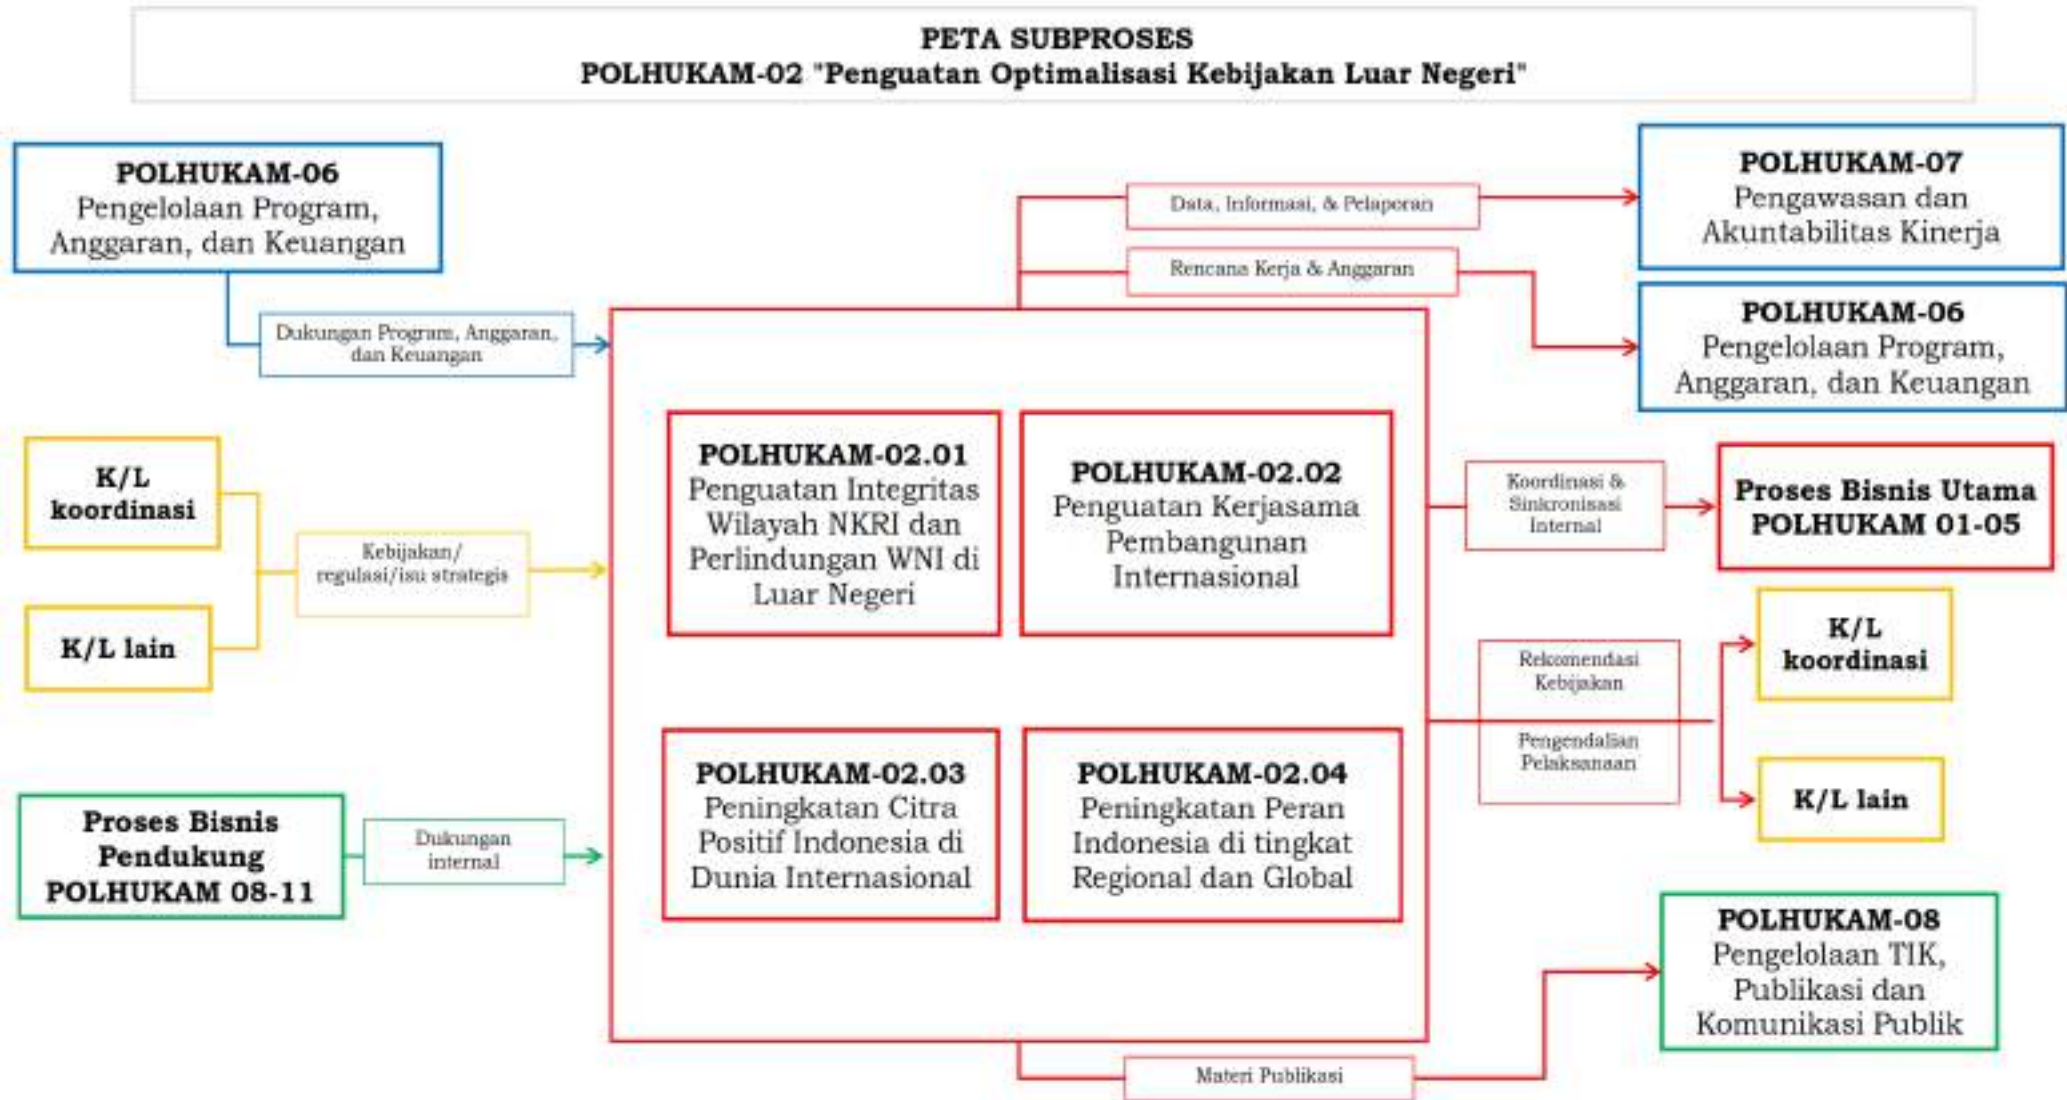 PETA SUBPROSES
POLHUKAM-02 "Penguatan Optimalisasi Kebijakan Luar Negeri"
POLHUKAM-06
Pengelolaan Program,
Anggaran, dan Keuangan
Dukungan Program, Anggaran,
dan Keuangan
K/L
koordinasi
K/L lain
Kebijakan/
regulasi/isu strategis
Proses Bisnis
Pendukung
POLHUKAM 08-11
Dukungan
internal
POLHUKAM-02.01
Penguatan Integritas
Wilayah NKRI dan
Perlindungan WNI di
Luar Negeri
POLHUKAM-02.02
Penguatan Kerjasama
Pembangunan
Internasional
POLHUKAM-02.03
Peningkatan Citra
Positif Indonesia di
Dunia Internasional
POLHUKAM-02.04
Peningkatan Peran
Indonesia di tingkat
Regional dan Global
Data, Informasi, & Pelaporan
Rencana Kerja & Anggaran
POLHUKAM-07
Pengawasan dan
Akuntabilitas Kinerja
POLHUKAM-06
Pengelolaan Program,
Anggaran, dan Keuangan
Koordinasi &
Sinkronisasi
Internal
Proses Bisnis Utama
POLHUKAM 01-05
Rekomendasi
Kebijakan
Pengendalian
Pelaksanaan
K/L
koordinasi
K/L lain
Materi Publikasi
POLHUKAM-08
Pengelolaan TIK,
Publikasi dan
Komunikasi Publik